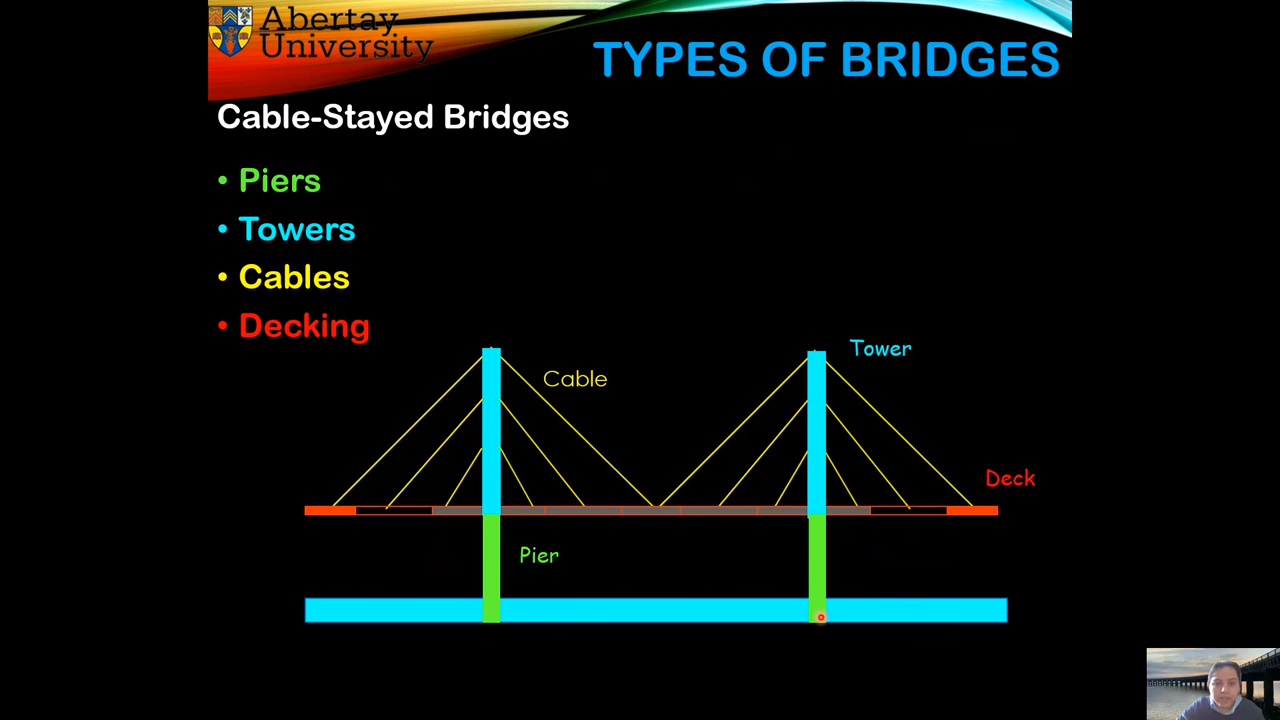 Abertay
University
TYPES OF BRIDGES
Cable-Stayed Bridges
• Piers
• Towers
• Cables
• Decking
Tower
Cable
Deck
Pier